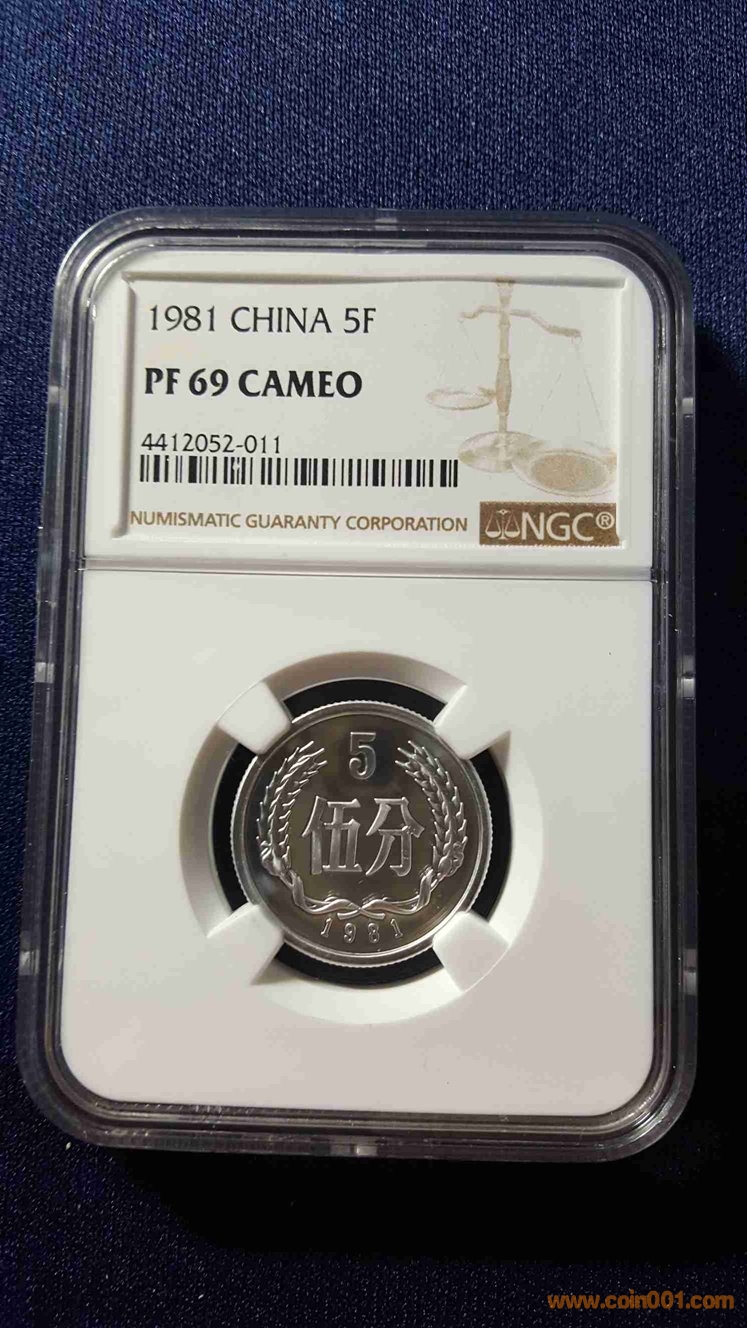 1981 CHINA 5F
PF 69 CAMEO
4412052-011
NUMISMATIC GUARANTY CORPORATION
NGC®
5
伍分
1981
www.coin001.com